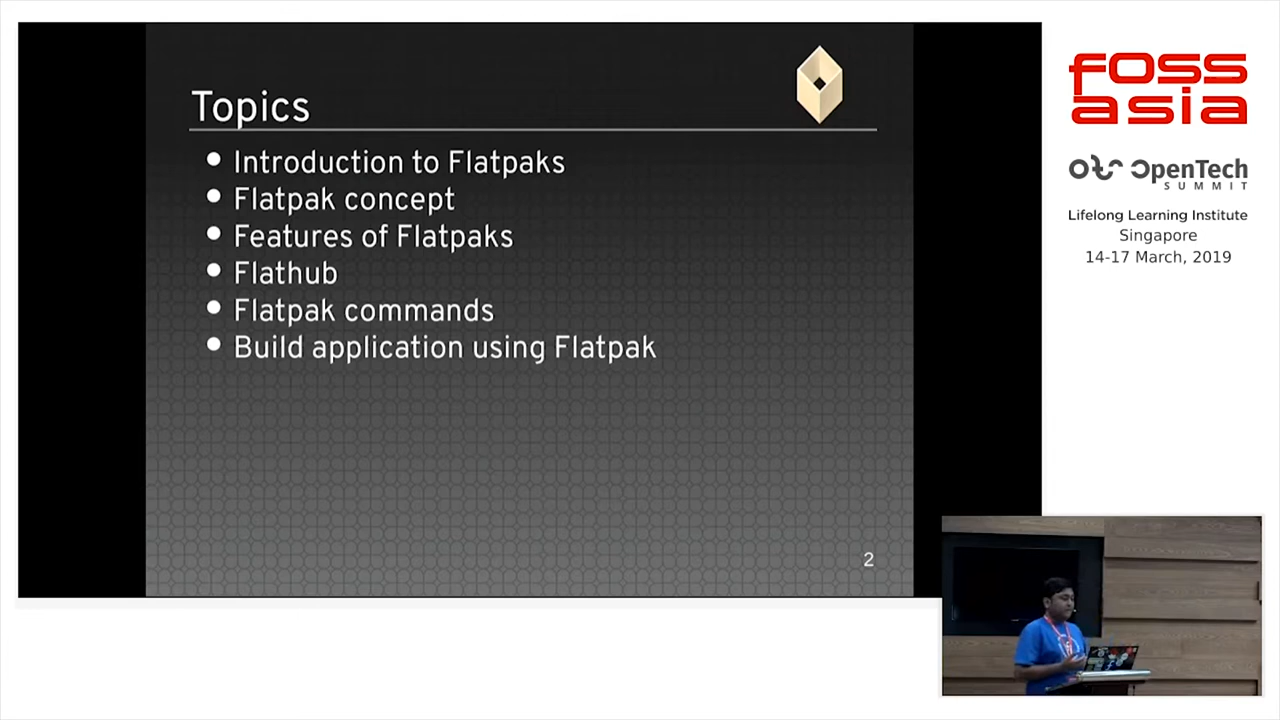 Topics
Introduction to Flatpaks
Flatpak concept
Features of Flatpaks
Flathub
Flatpak commands
Build application using Flatpak
2
fOSS
asia
OpenTech
SUMMIT
Lifelong Learning Institute
Singapore
14-17 March, 2019